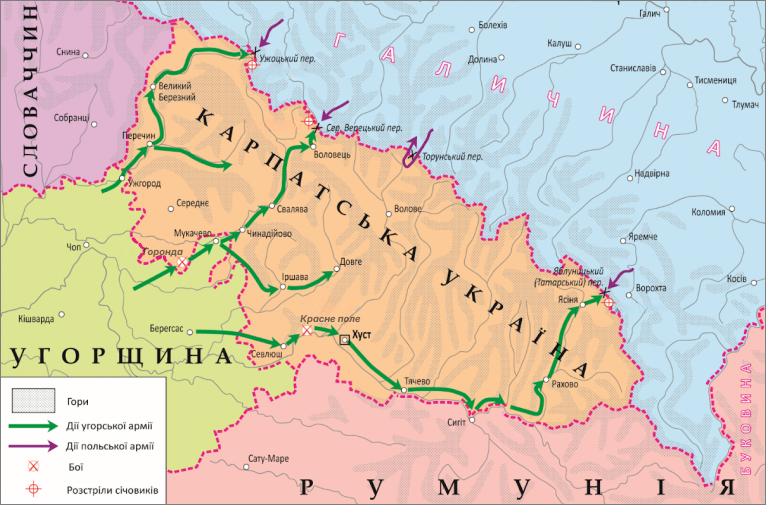 СЛОВАЧЧИН
ГАЛИЧИНА
КАРПАТСЬКА УКРАЇНА
УГОРЩИНА
РУМУНІЯ
БУКОВИНА
Снина
Собранці
Ужоцький пер.
Великий
Березний
Перечин
Ужгород
Середнє
Чоп
Горонда
Мукачево
Чинадійово
Свалява
Воловець
Сер. Верецький пер.
Торунський пер.
Волове
Довге
Іршава
Кішварда
Берегсас
Севлюш
Красне поле
Хуст
Тячево
Сигіт
Рахово
Ясіня
Яблуницький
(Татарський) пер.
Ворохта
Яремче
Косів
Коломия
Надвірна
Тлумач
Тисмениця
Станиславів
Галич
Калуш
Долина
Болехів
Сату-Маре
Гори
Дії угорської армії
Дії польської армії
Бої
Розстріли січовиків